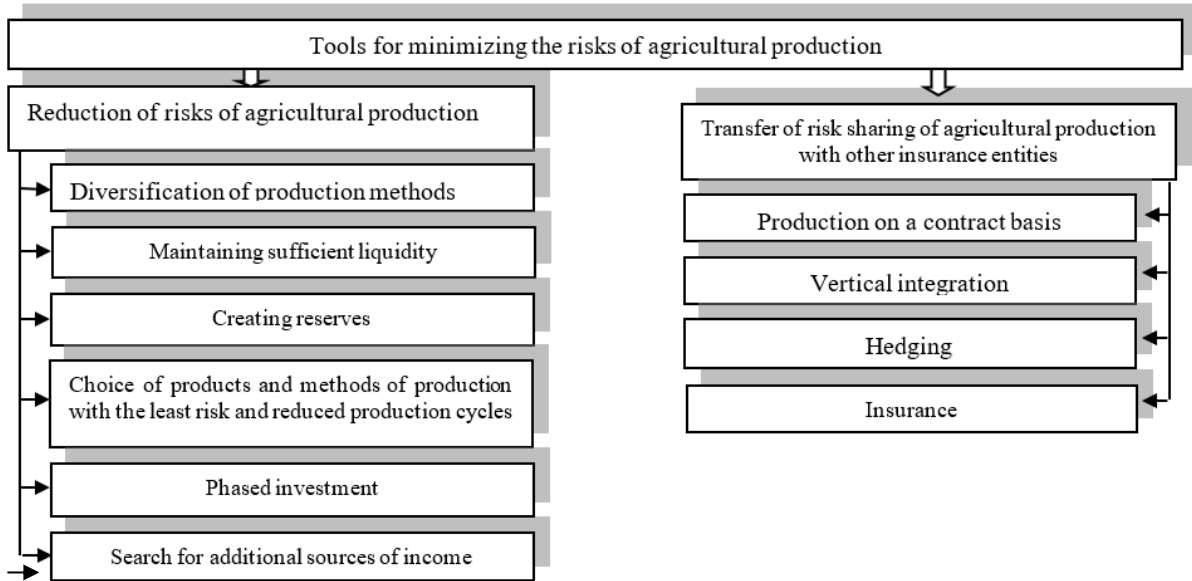 Tools for minimizing the risks of agricultural production
Reduction of risks of agricultural production
Diversification of production methods
Maintaining sufficient liquidity
Creating reserves
Choice of products and methods of production
with the least risk and reduced production cycles
Phased investment
Search for additional sources of income
Transfer of risk sharing of agricultural production
with other insurance entities
Production on a contract basis
Vertical integration
Hedging
Insurance